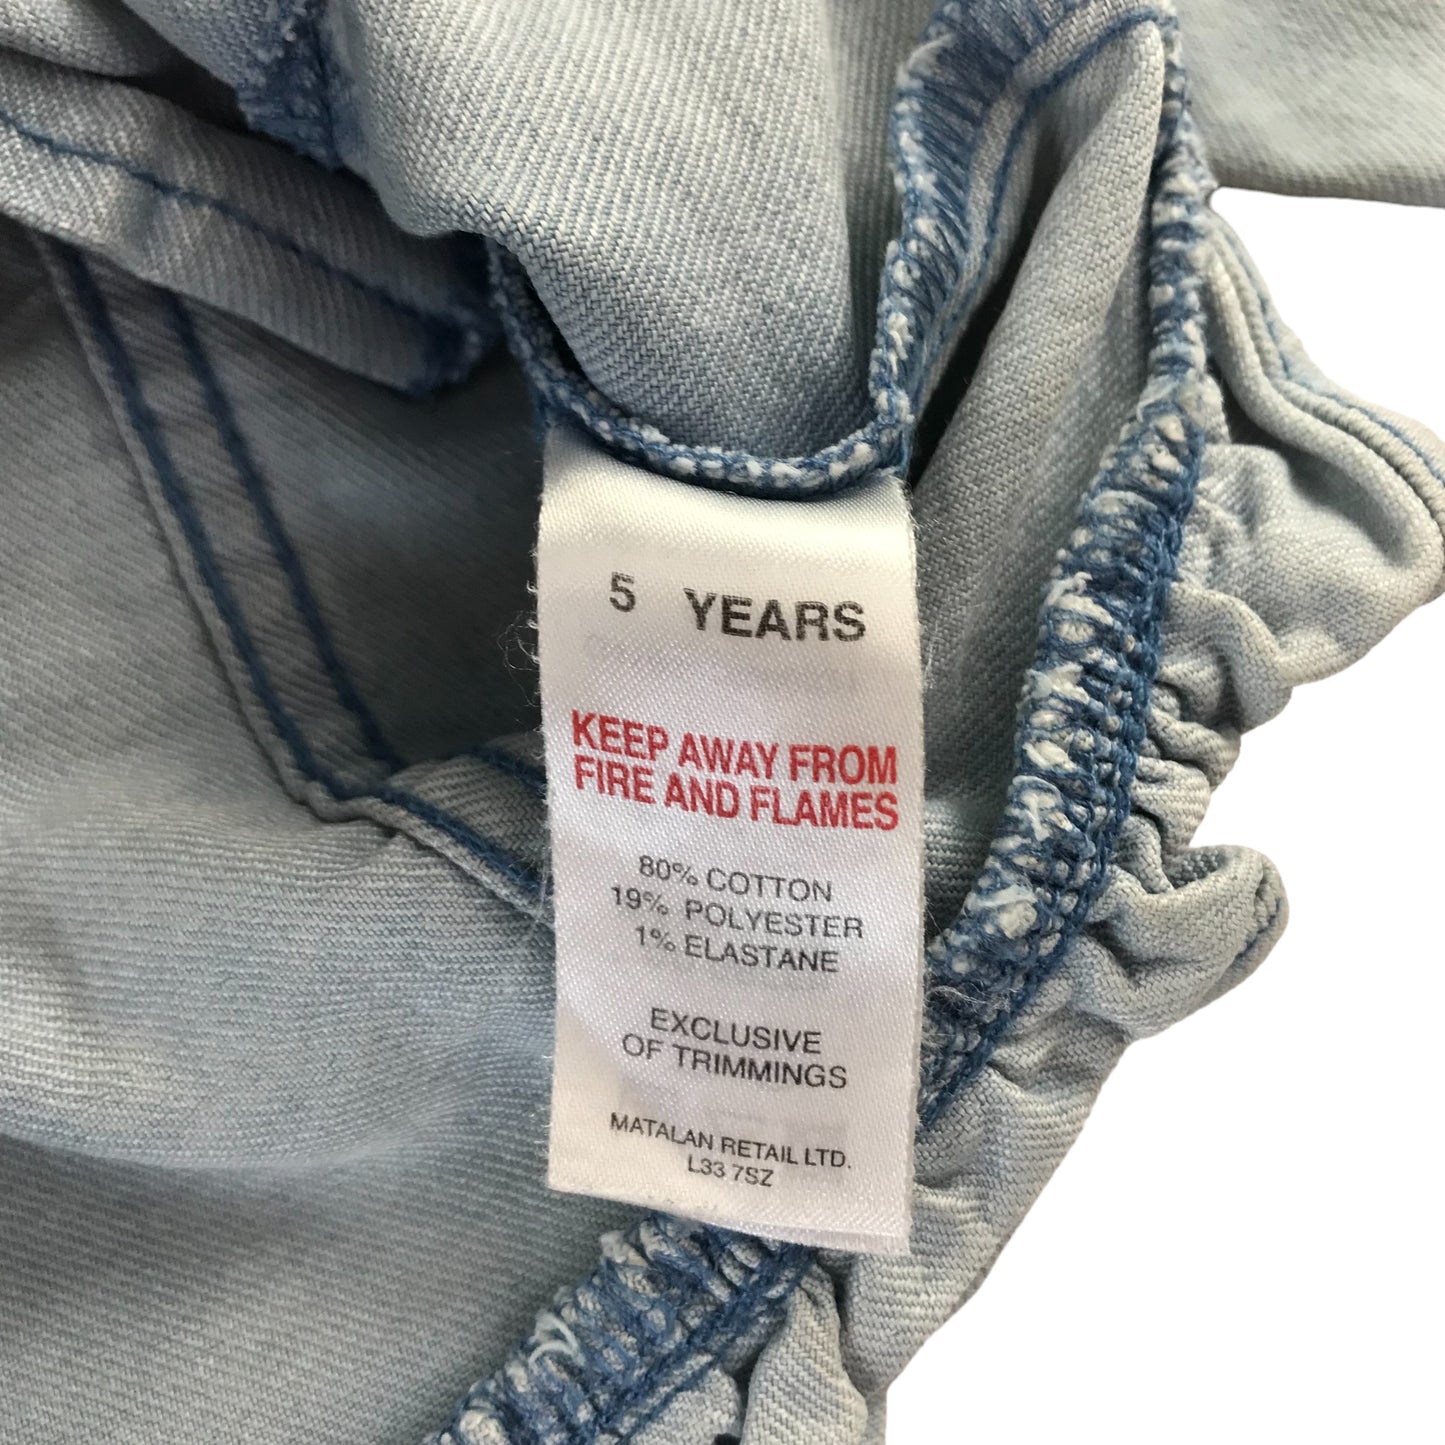 5 YEARS
KEEP AWAY FROM
FIRE AND FLAMES
80% COTTON
19% POLYESTER
1% ELASTANE
EXCLUSIVE
OF TRIMMINGS
MATALAN RETAIL LTD.
L33 7SZ